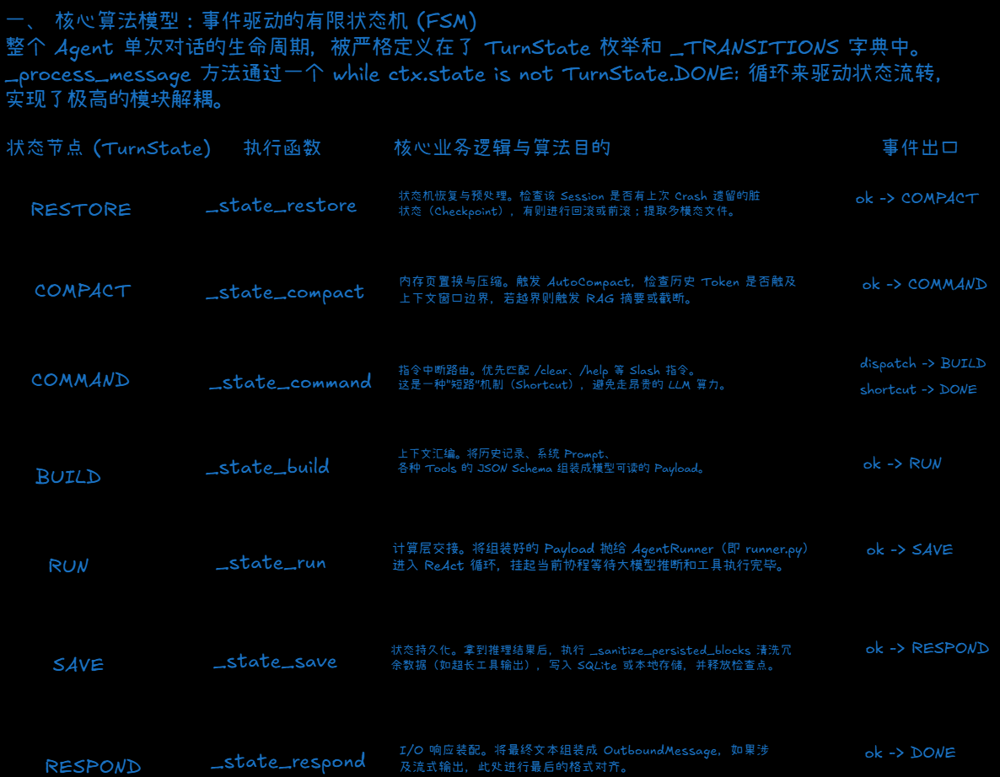 一、 核心算法模型：事件驱动的有限状态机 (FSM)
整个 Agent 单次对话的生命周期，被严格定义在了 TurnState 枚举和 _TRANSITIONS 字典中。
_process_message 方法通过一个 while ctx.state is not TurnState.DONE: 循环来驱动状态流转，
实现了极高的模块解耦。
状态节点 (TurnState) 执行函数 核心业务逻辑与算法目的 事件出口
RESTORE _state_restore
状态机恢复与预处理。检查该 Session 是否有上次 Crash 遗留的脏
状态（Checkpoint），有则进行回滚或前滚；提取多模态文件。
ok -> COMPACT
COMPACT _state_compact
内存页置换与压缩。触发 AutoCompact，检查历史 Token 是否触及
上下文窗口边界，若越界则触发 RAG 摘要或截断。
ok -> COMMAND
COMMAND _state_command
指令中断路由。优先匹配 /clear、/help 等 Slash 指令。
这是一种"短路"机制（Shortcut），避免走昂贵的 LLM 算力。
dispatch -> BUILD
shortcut -> DONE
BUILD _state_build
上下文汇编。将历史记录、系统 Prompt、
各种 Tools 的 JSON Schema 组装成模型可读的 Payload。
ok -> RUN
RUN _state_run
计算层交接。将组装好的 Payload 抛给 AgentRunner（即 runner.py）
进入 ReAct 循环，挂起当前协程等待大模型推断和工具执行完毕。
ok -> SAVE
SAVE _state_save
状态持久化。拿到推理结果后，执行 _sanitize_persisted_blocks 清洗冗
余数据（如超长工具输出），写入 SQLite 或本地存储，并释放检查点。
ok -> RESPOND
RESPOND _state_respond
I/O 响应装配。将最终文本组装成 OutboundMessage，如果涉
及流式输出，此处进行最后的格式对齐。
ok -> DONE